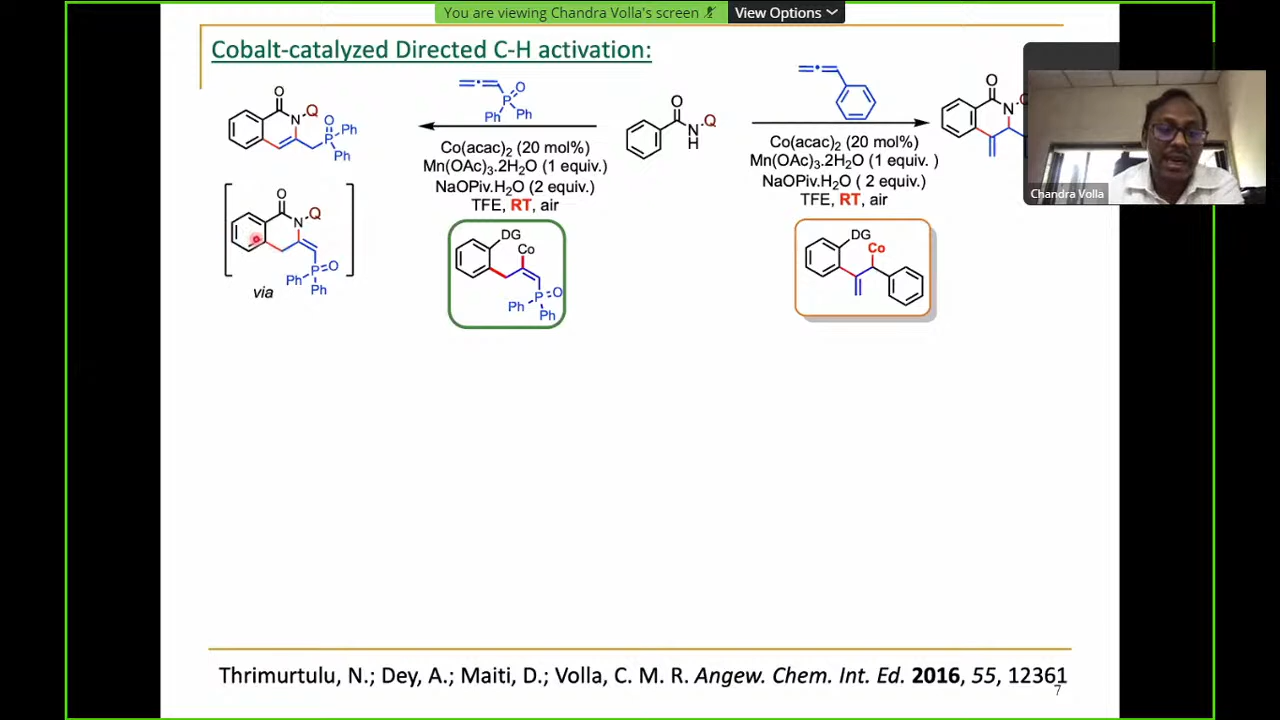 You are viewing Chandra Volla's screen
View Options
Cobalt-catalyzed Directed C-H activation:
O
N-Q
O
P
Ph
Ph
O
P
Ph
Ph
Co(acac)₂ (20 mol%)
Mn(OAc)₃.2H₂O (1 equiv.)
NaOPiv.H₂O (2 equiv.)
TFE, RT, air
O
N-Q
H
Co(acac)₂ (20 mol%)
Mn(OAc)₃.2H₂O (1 equiv. )
NaOPiv.H₂O ( 2 equiv.)
TFE, RT, air
O
N
Chandra Volla
O
N-Q
P=O
Ph
Ph
via
DG
Co
P=O
Ph
Ph
DG
Co
Thrimurtulu, N.; Dey, A.; Maiti, D.; Volla, C. M. R. Angew. Chem. Int. Ed. 2016, 55, 12361
7